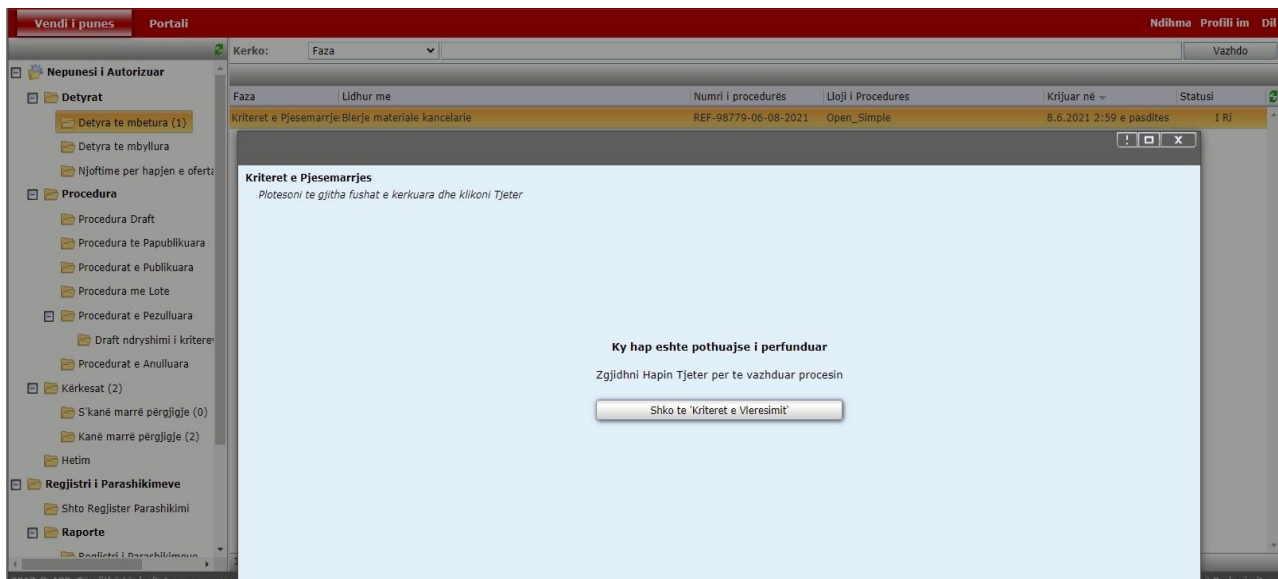 Vendi i punes Portali Ndihma Profili im Dil
Kerko: Faza Vazhdo
Nepunesi i Autorizuar
Detyrat
Detyra te mbetura (1)
Detyra te mbyllura
Njoftime per hapjen e oferta
Procedura
Procedura Draft
Procedura te Papublikuara
Procedurat e Publikuara
Procedura me Lote
Procedurat e Pezulluara
Draft ndryshimi i kriterev
Procedurat e Anulluara
Kërkesat (2)
S'kanë marrë përgjigje (0)
Kanë marrë përgjigje (2)
Hetim
Regjistri i Parashikimeve
Shto Regjister Parashikimi
Raporte
Faza Lidhur me Numri i procedurës Lloji i Procedures Krijuar në Statusi
Kriteret e Pjesemarrje Blerje materiale kancelarie REF-98779-06-08-2021 Open_Simple 8.6.2021 2:59 e pasdites I Ri
Kriteret e Pjesemarrjes
Plotesoni te gjitha fushat e kerkuara dhe klikoni Tjeter
Ky hap eshte pothuajse i perfunduar
Zgjidhni Hapin Tjeter per te vazhduar procesin
Shko te 'Kriteret e Vleresimit'